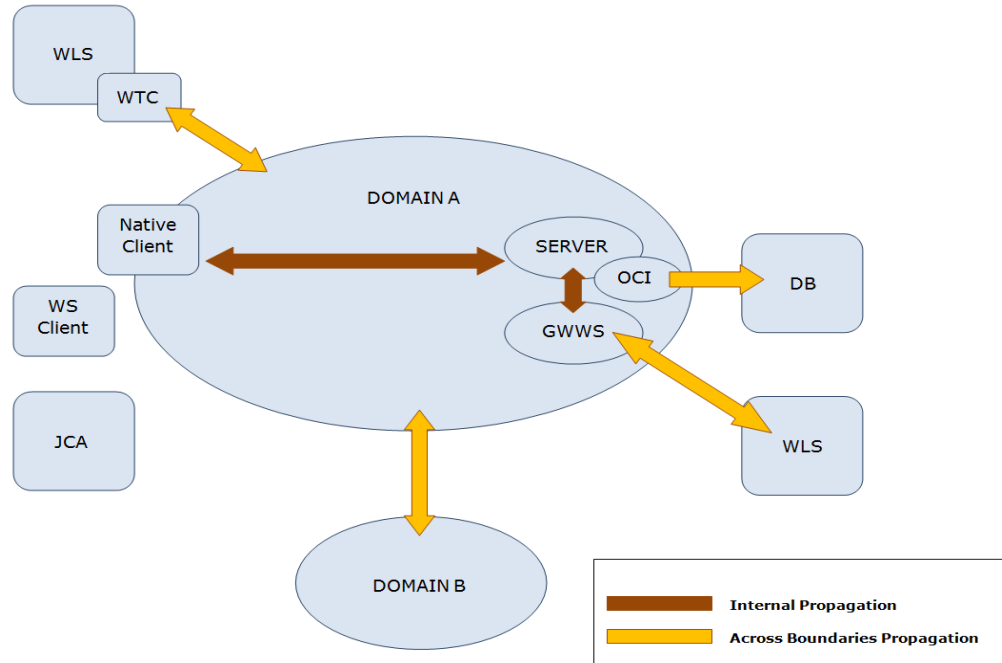 WLS
WTC
DOMAIN A
Native
Client
SERVER
OCI
DB
WS
Client
GWWS
JCA
WLS
DOMAIN B
Internal Propagation
Across Boundaries Propagation